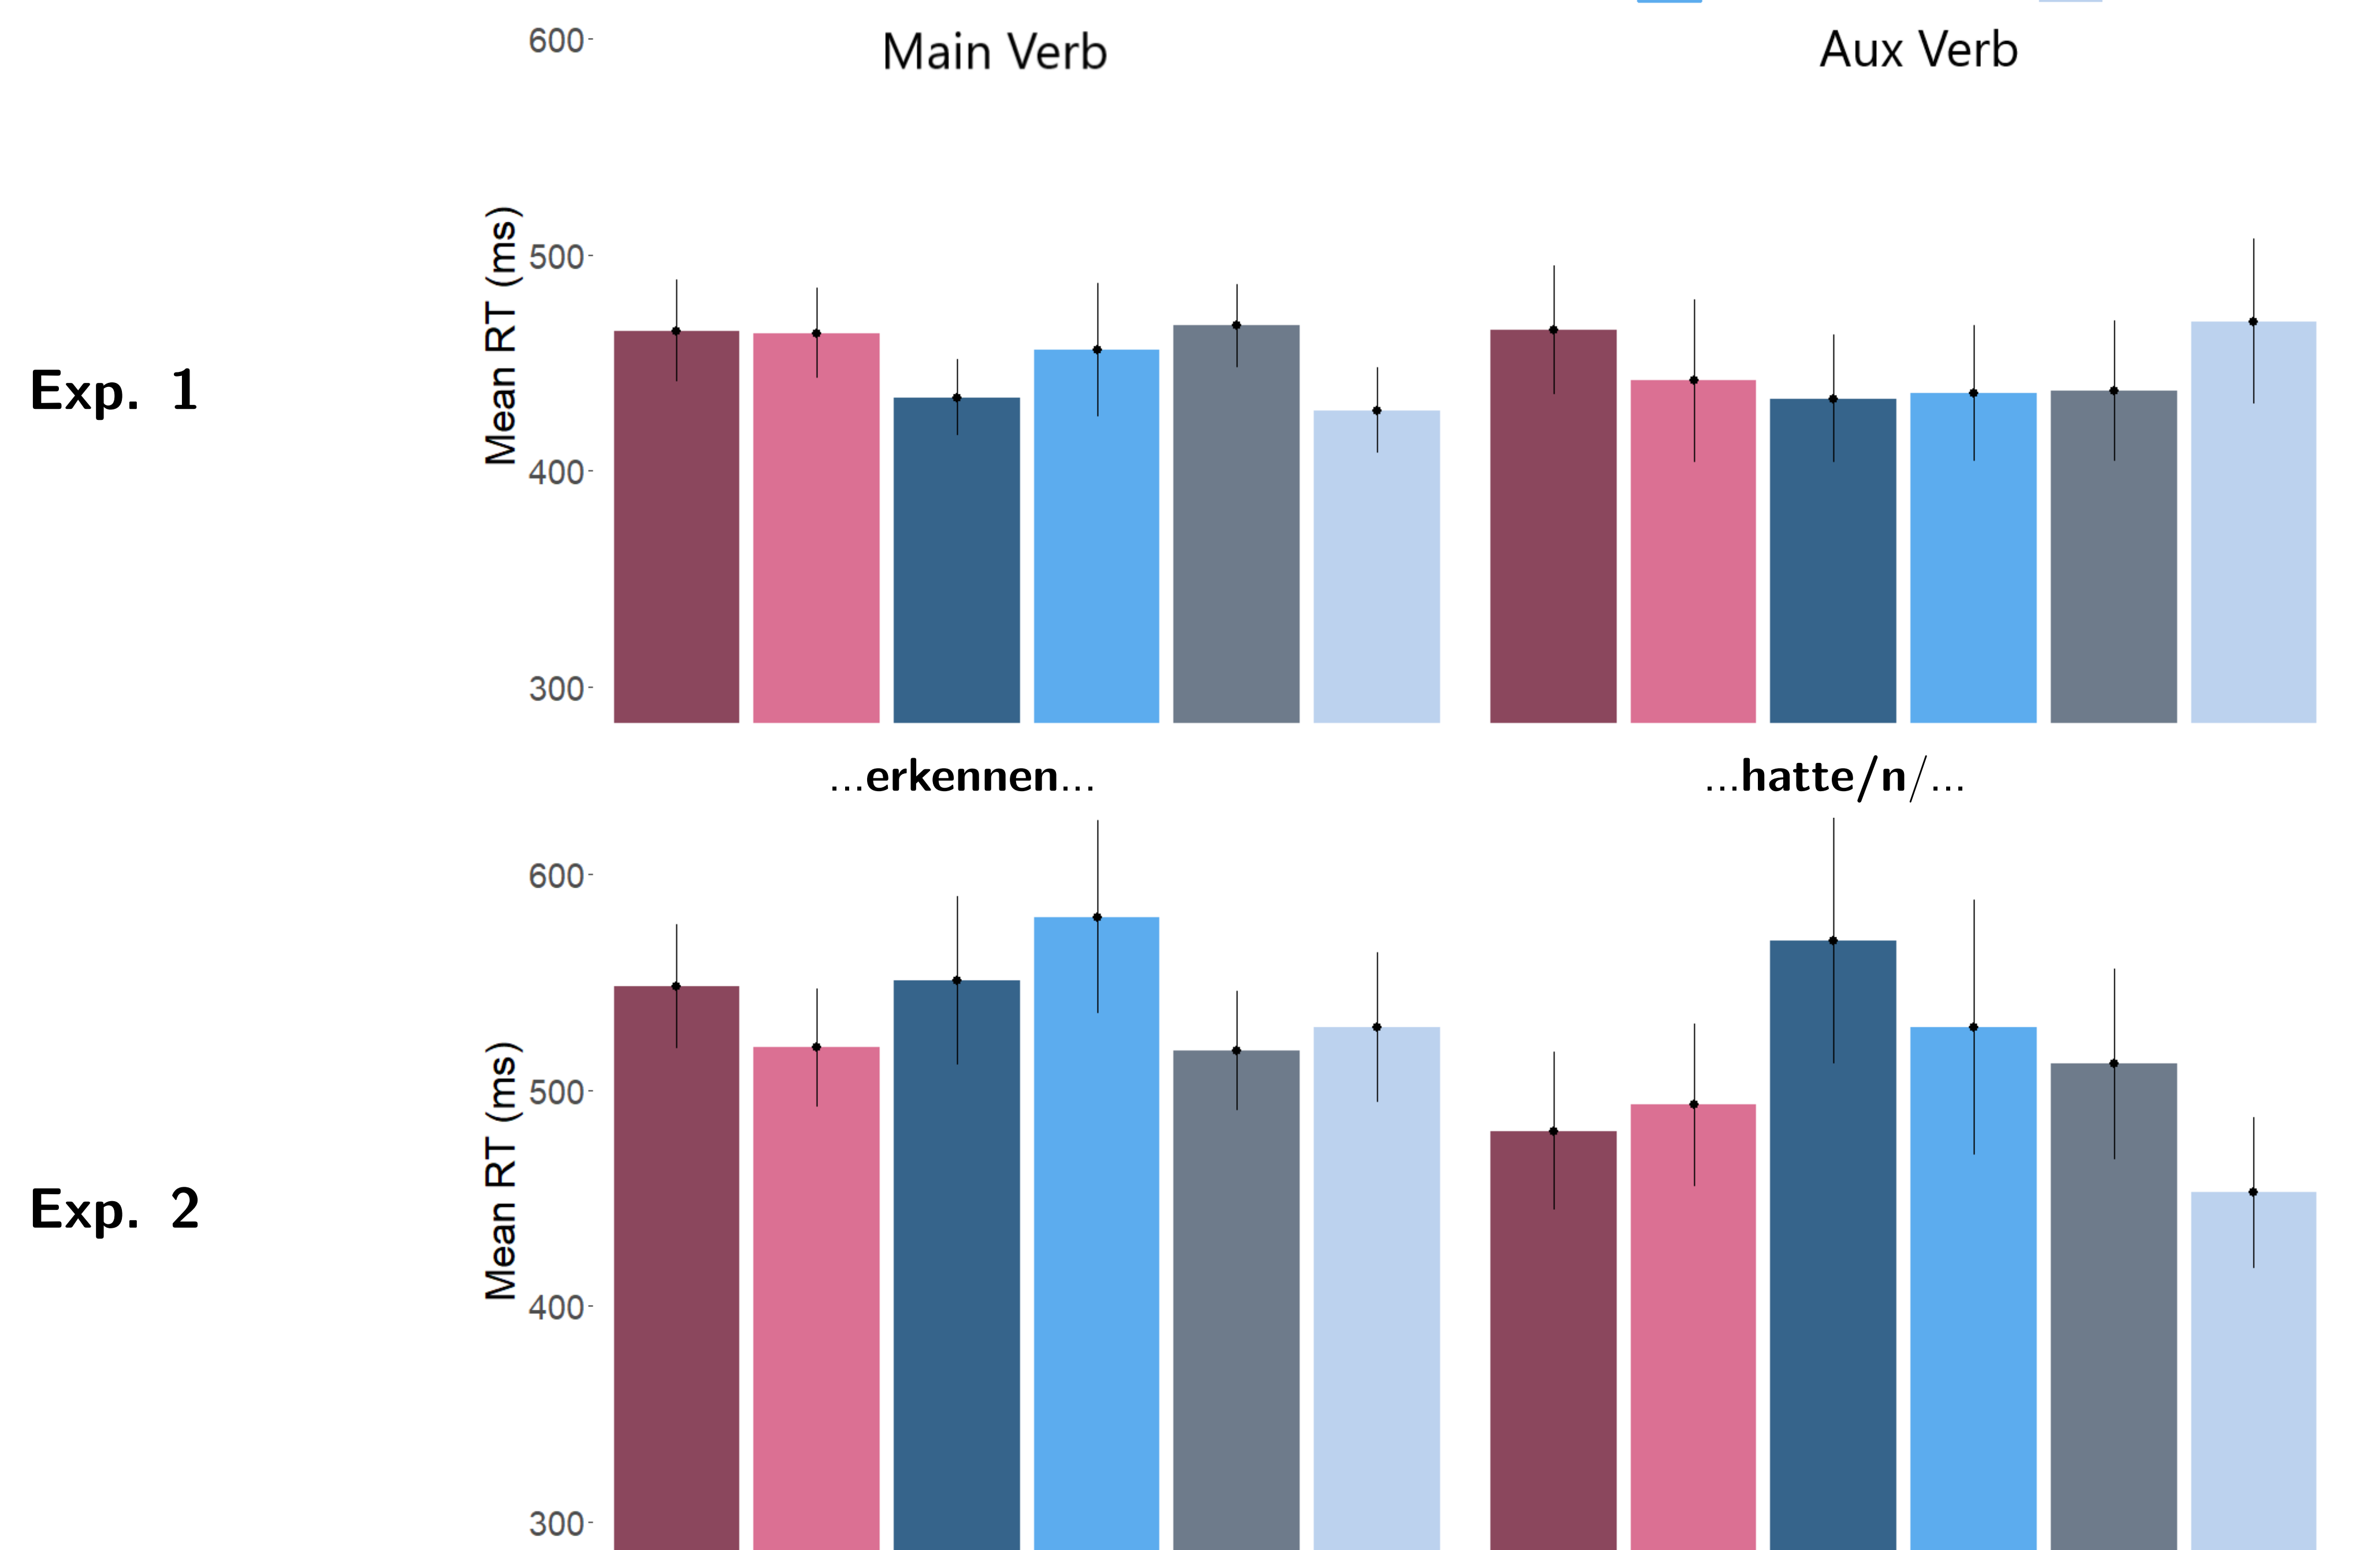 Main Verb
Aux Verb
600
500
400
300
Mean RT (ms)
Exp. 1
...erkennen...
...hatte/n/...
600
500
400
300
Mean RT (ms)
Exp. 2